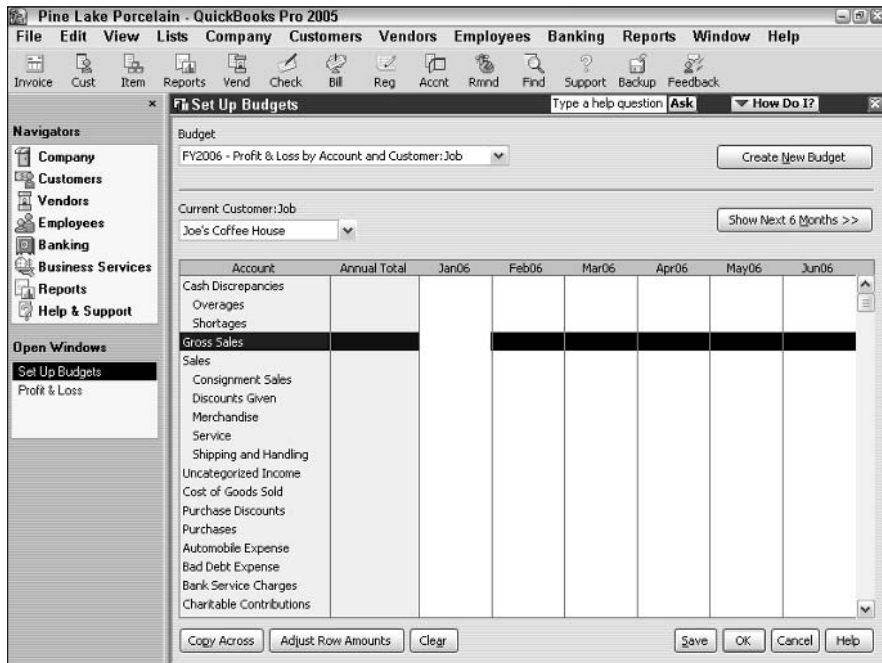 Pine Lake Porcelain - QuickBooks Pro 2005
File Edit View Lists Company Customers Vendors Employees Banking Reports Window Help
Invoice Cust Item Reports Vend Check Bill Reg Accnt Rmnd Find Support Backup Feedback
Set Up Budgets Type a help question Ask How Do I?
Navigators
Company
Customers
Vendors
Employees
Banking
Business Services
Reports
Help & Support
Open Windows
Set Up Budgets
Profit & Loss
Budget
FY2006 - Profit & Loss by Account and Customer:Job
Create New Budget
Current Customer:Job
Joe's Coffee House
Show Next 6 Months >>
Account Annual Total Jan06 Feb06 Mar06 Apr06 May06 Jun06
Cash Discrepancies
Overages
Shortages
Gross Sales
Sales
Consignment Sales
Discounts Given
Merchandise
Service
Shipping and Handling
Uncategorized Income
Cost of Goods Sold
Purchase Discounts
Purchases
Automobile Expense
Bad Debt Expense
Bank Service Charges
Charitable Contributions
Copy Across Adjust Row Amounts Clear Save OK Cancel Help